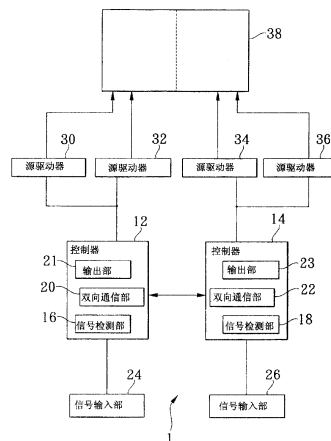 38
30
32
34
36
源驱动器
源驱动器
源驱动器
源驱动器
12
14
控制器
控制器
21
输出部
输出部
23
20
双向通信部
双向通信部
22
16
信号检测部
信号检测部
18
24
26
信号输入部
信号输入部
1